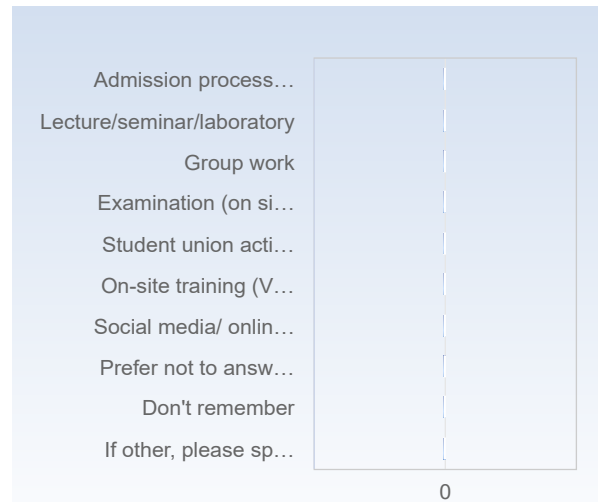 Admission process…
Lecture/seminar/laboratory
Group work
Examination (on si…
Student union acti…
On-site training (V…
Social media/ onlin…
Prefer not to answ…
Don't remember
If other, please sp…
0